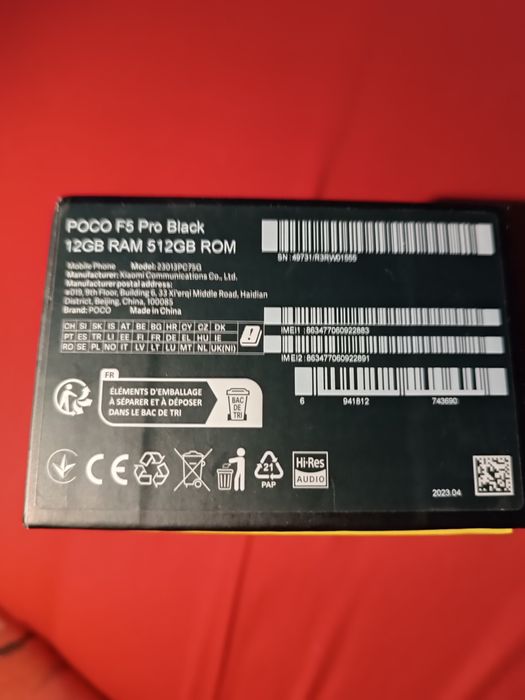 POCO F5 Pro Black
12GB RAM 512GB ROM
Mobile Phone Model: 23013PC75G
Manufacturer: Xiaomi Communications Co., Ltd.
Manufacturer postal address:
#019, 9th Floor, Building 6, 33 Xi'erqi Middle Road, Haidian
District, Beijing, China, 100085
Brand: POCO Made in China
CH SI SK IS AT BE BG HR CY CZ DK
PT ES TR LI EE FI FR DE EL HU IE
RO SE PL NO IT LV LT LU MT NL UK(NI)
SN :49731/R3RW01555
IMEI1 :863477060922883
IMEI2 :863477060922891
6 941812 743690
FR
ÉLÉMENTS D'EMBALLAGE
À SÉPARER ET À DÉPOSER
DANS LE BAC DE TRI
BAC
DE
TRI
CE
21
PAP
Hi-Res
AUDIO
2023.04